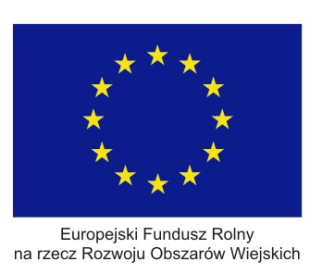 Europejski Fundusz Rolny
na rzecz Rozwoju Obszarów Wiejskich